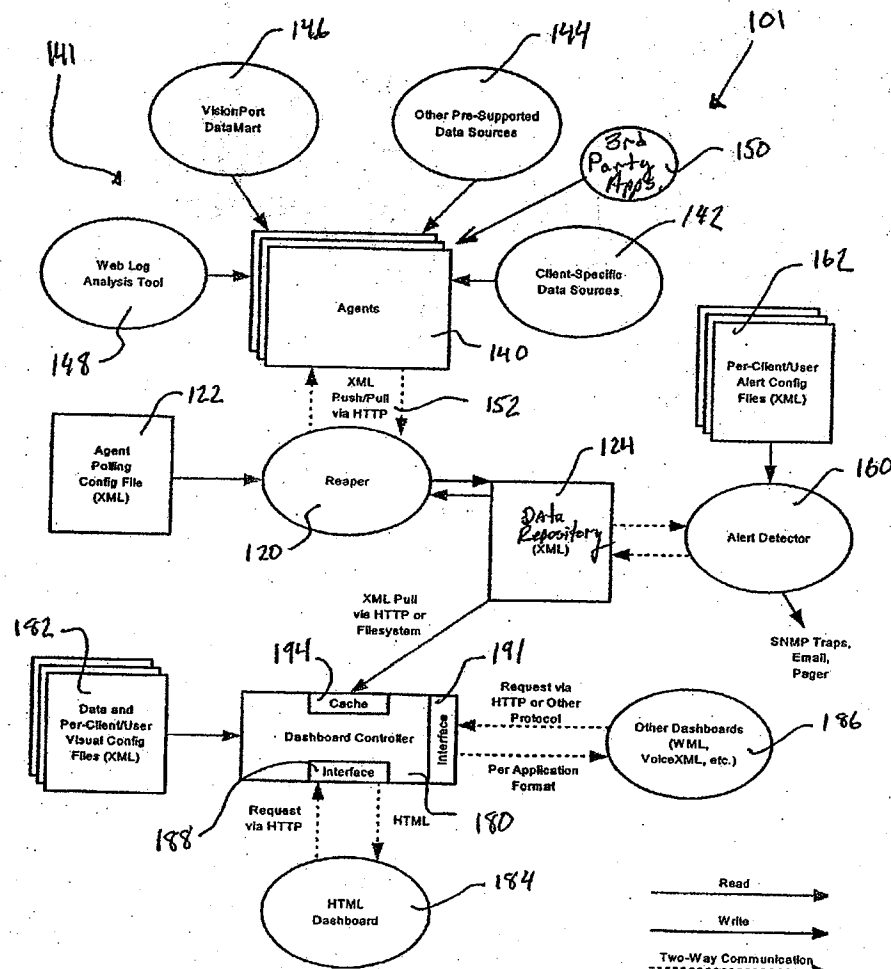 146
144
101
141
VisionPort
DataMart
Other Pre-Supported
Data Sources
3rd
Party
Apps.
150
142
162
Web Log
Analysis Tool
Client-Specific
Data Sources
Agents
148
140
Per-Client/User
Alert Config
Files (XML)
122
XML
Push/Pull
via HTTP
152
Agent
Polling
Config File
(XML)
Reaper
124
160
Data
Repository
(XML)
Alert Detector
120
XML Pull
via HTTP or
Filesystem
SNMP Traps,
Email,
Pager
182
194
191
Data and
Per-Client/User
Visual Config
Files (XML)
Cache
Dashboard Controller
Interface
Interface
Request via
HTTP or Other
Protocol
Other Dashboards
(WML,
VoiceXML, etc.)
186
Per Application
Format
188
Request
via HTTP
HTML
180
184
HTML
Dashboard
Read
Write
Two-Way Communication